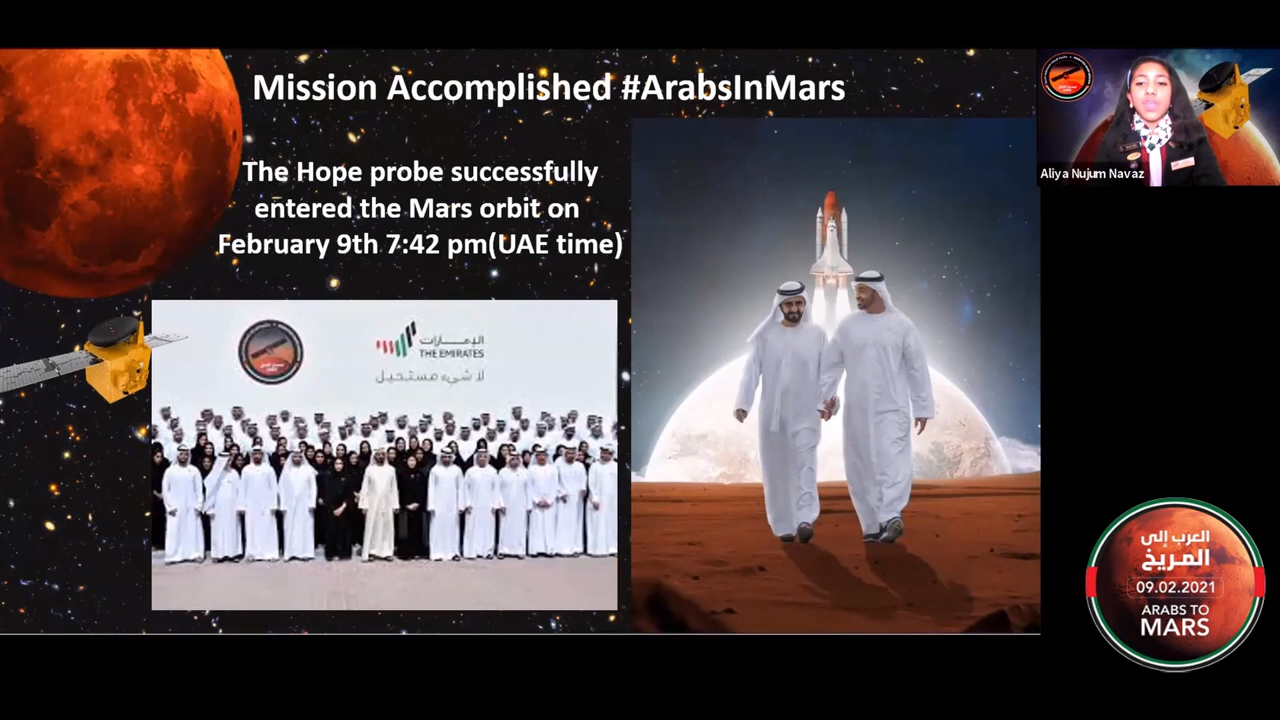 Mission Accomplished #ArabsInMars
Aliya Nujum Navaz
The Hope probe successfully
entered the Mars orbit on
February 9th 7:42 pm(UAE time)
الإمارات
THE EMIRATES
لا شيء مستحيل
العرب إلى
المريخ
09.02.2021
ARABS TO
MARS